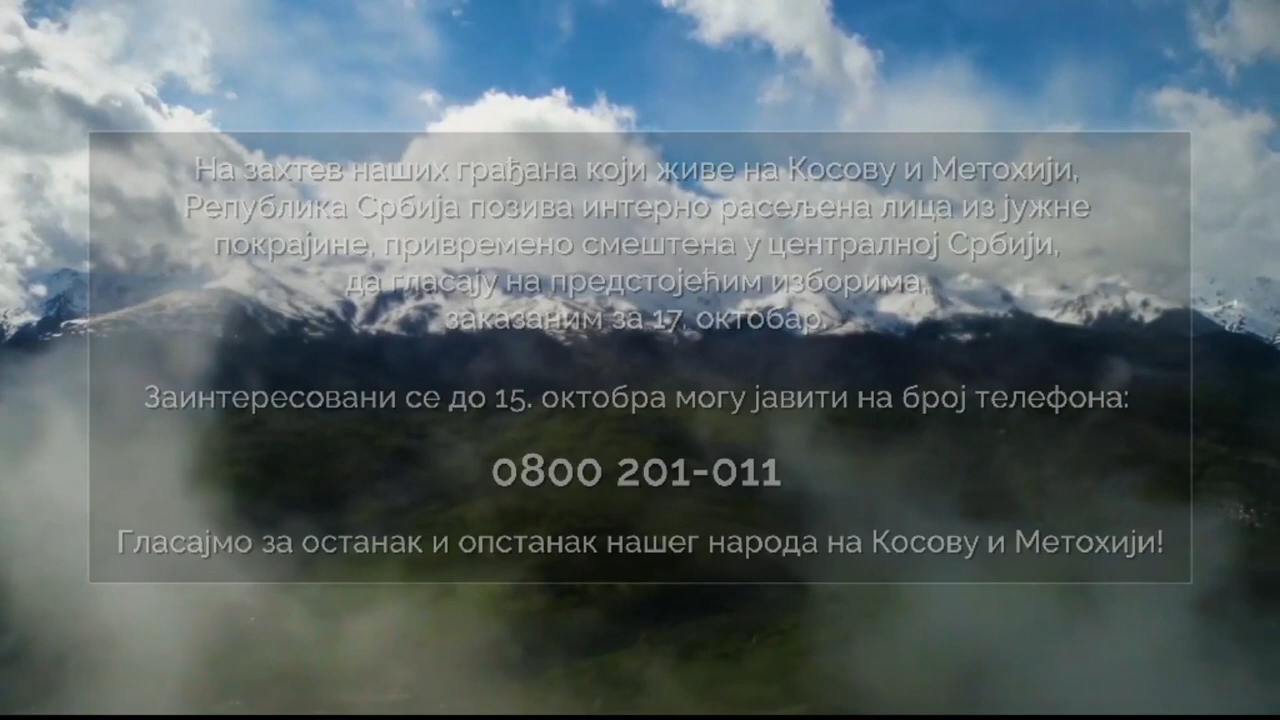 На захтев наших грађана који живе на Косову и Метохији,
Република Србија позива интерно расељена лица из јужне
покрајине, привремено смештена у централној Србији,
да гласају на предстојећим изборима,
заказаним за 17. октобар.
Заинтересовани се до 15. октобра могу јавити на број телефона:
0800 201-011
Гласајмо за останак и опстанак нашег народа на Косову и Метохији!